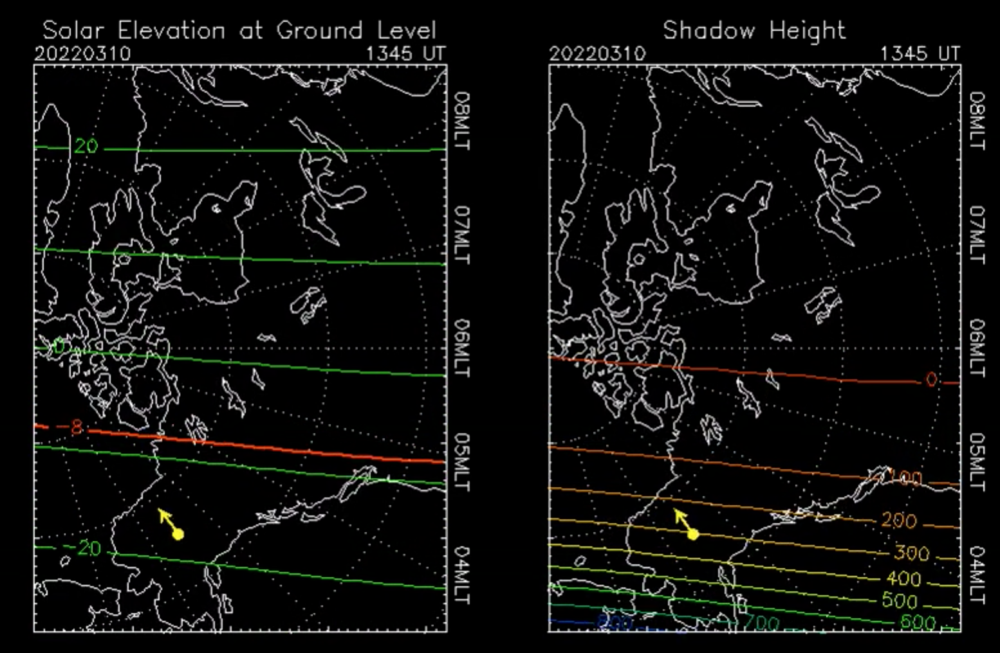 Solar Elevation at Ground Level
20220310 1345 UT
20
0
-8
-20
08MLT
07MLT
06MLT
05MLT
04MLT
Shadow Height
20220310 1345 UT
0
100
200
300
400
500
600
700
800
08MLT
07MLT
06MLT
05MLT
04MLT